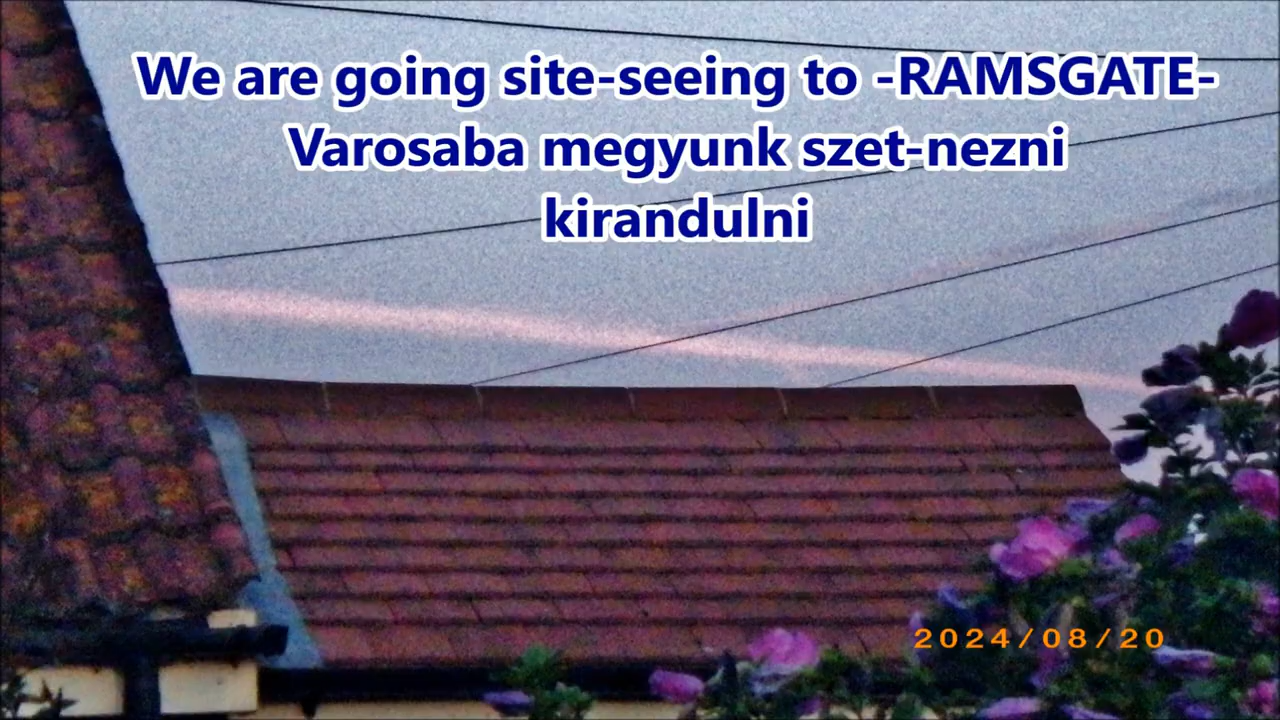 We are going site-seeing to -RAMSGATE-
Varosaba megyunk szet-nezni
kirandulni
2024/08/20